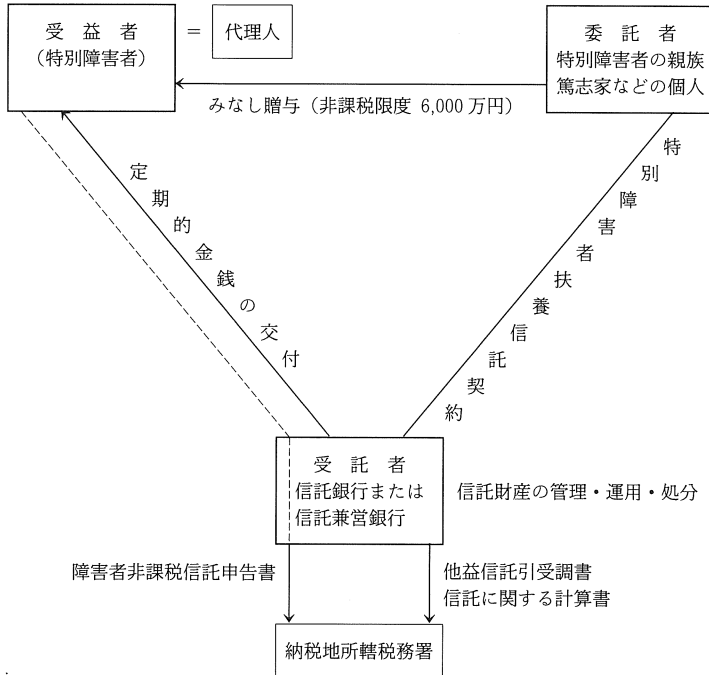 受 益 者
(特別障害者)
＝ 代理人
委 託 者
特別障害者の親族
篤志家などの個人
みなし贈与（非課税限度 6,000 万円）
定期的金銭の交付
特別障害者扶養信託契約
受 託 者
信託銀行または
信託兼営銀行
信託財産の管理・運用・処分
障害者非課税信託申告書
他益信託引受調書
信託に関する計算書
納税地所轄税務署